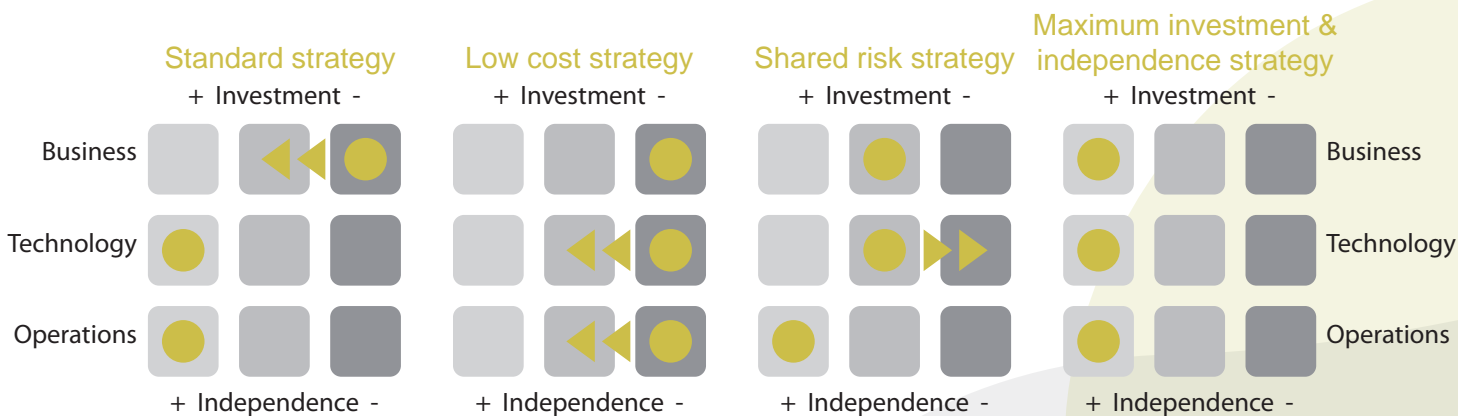 Standard strategy
Low cost strategy
Shared risk strategy
Maximum investment &
independence strategy
+ Investment -
+ Investment -
+ Investment -
+ Investment -
Business
Business
Technology
Technology
Operations
Operations
+ Independence -
+ Independence -
+ Independence -
+ Independence -